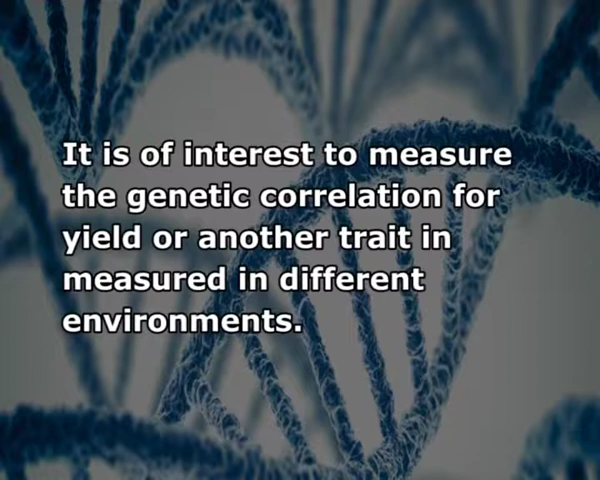 It is of interest to measure
the genetic correlation for
yield or another trait in
measured in different
environments.